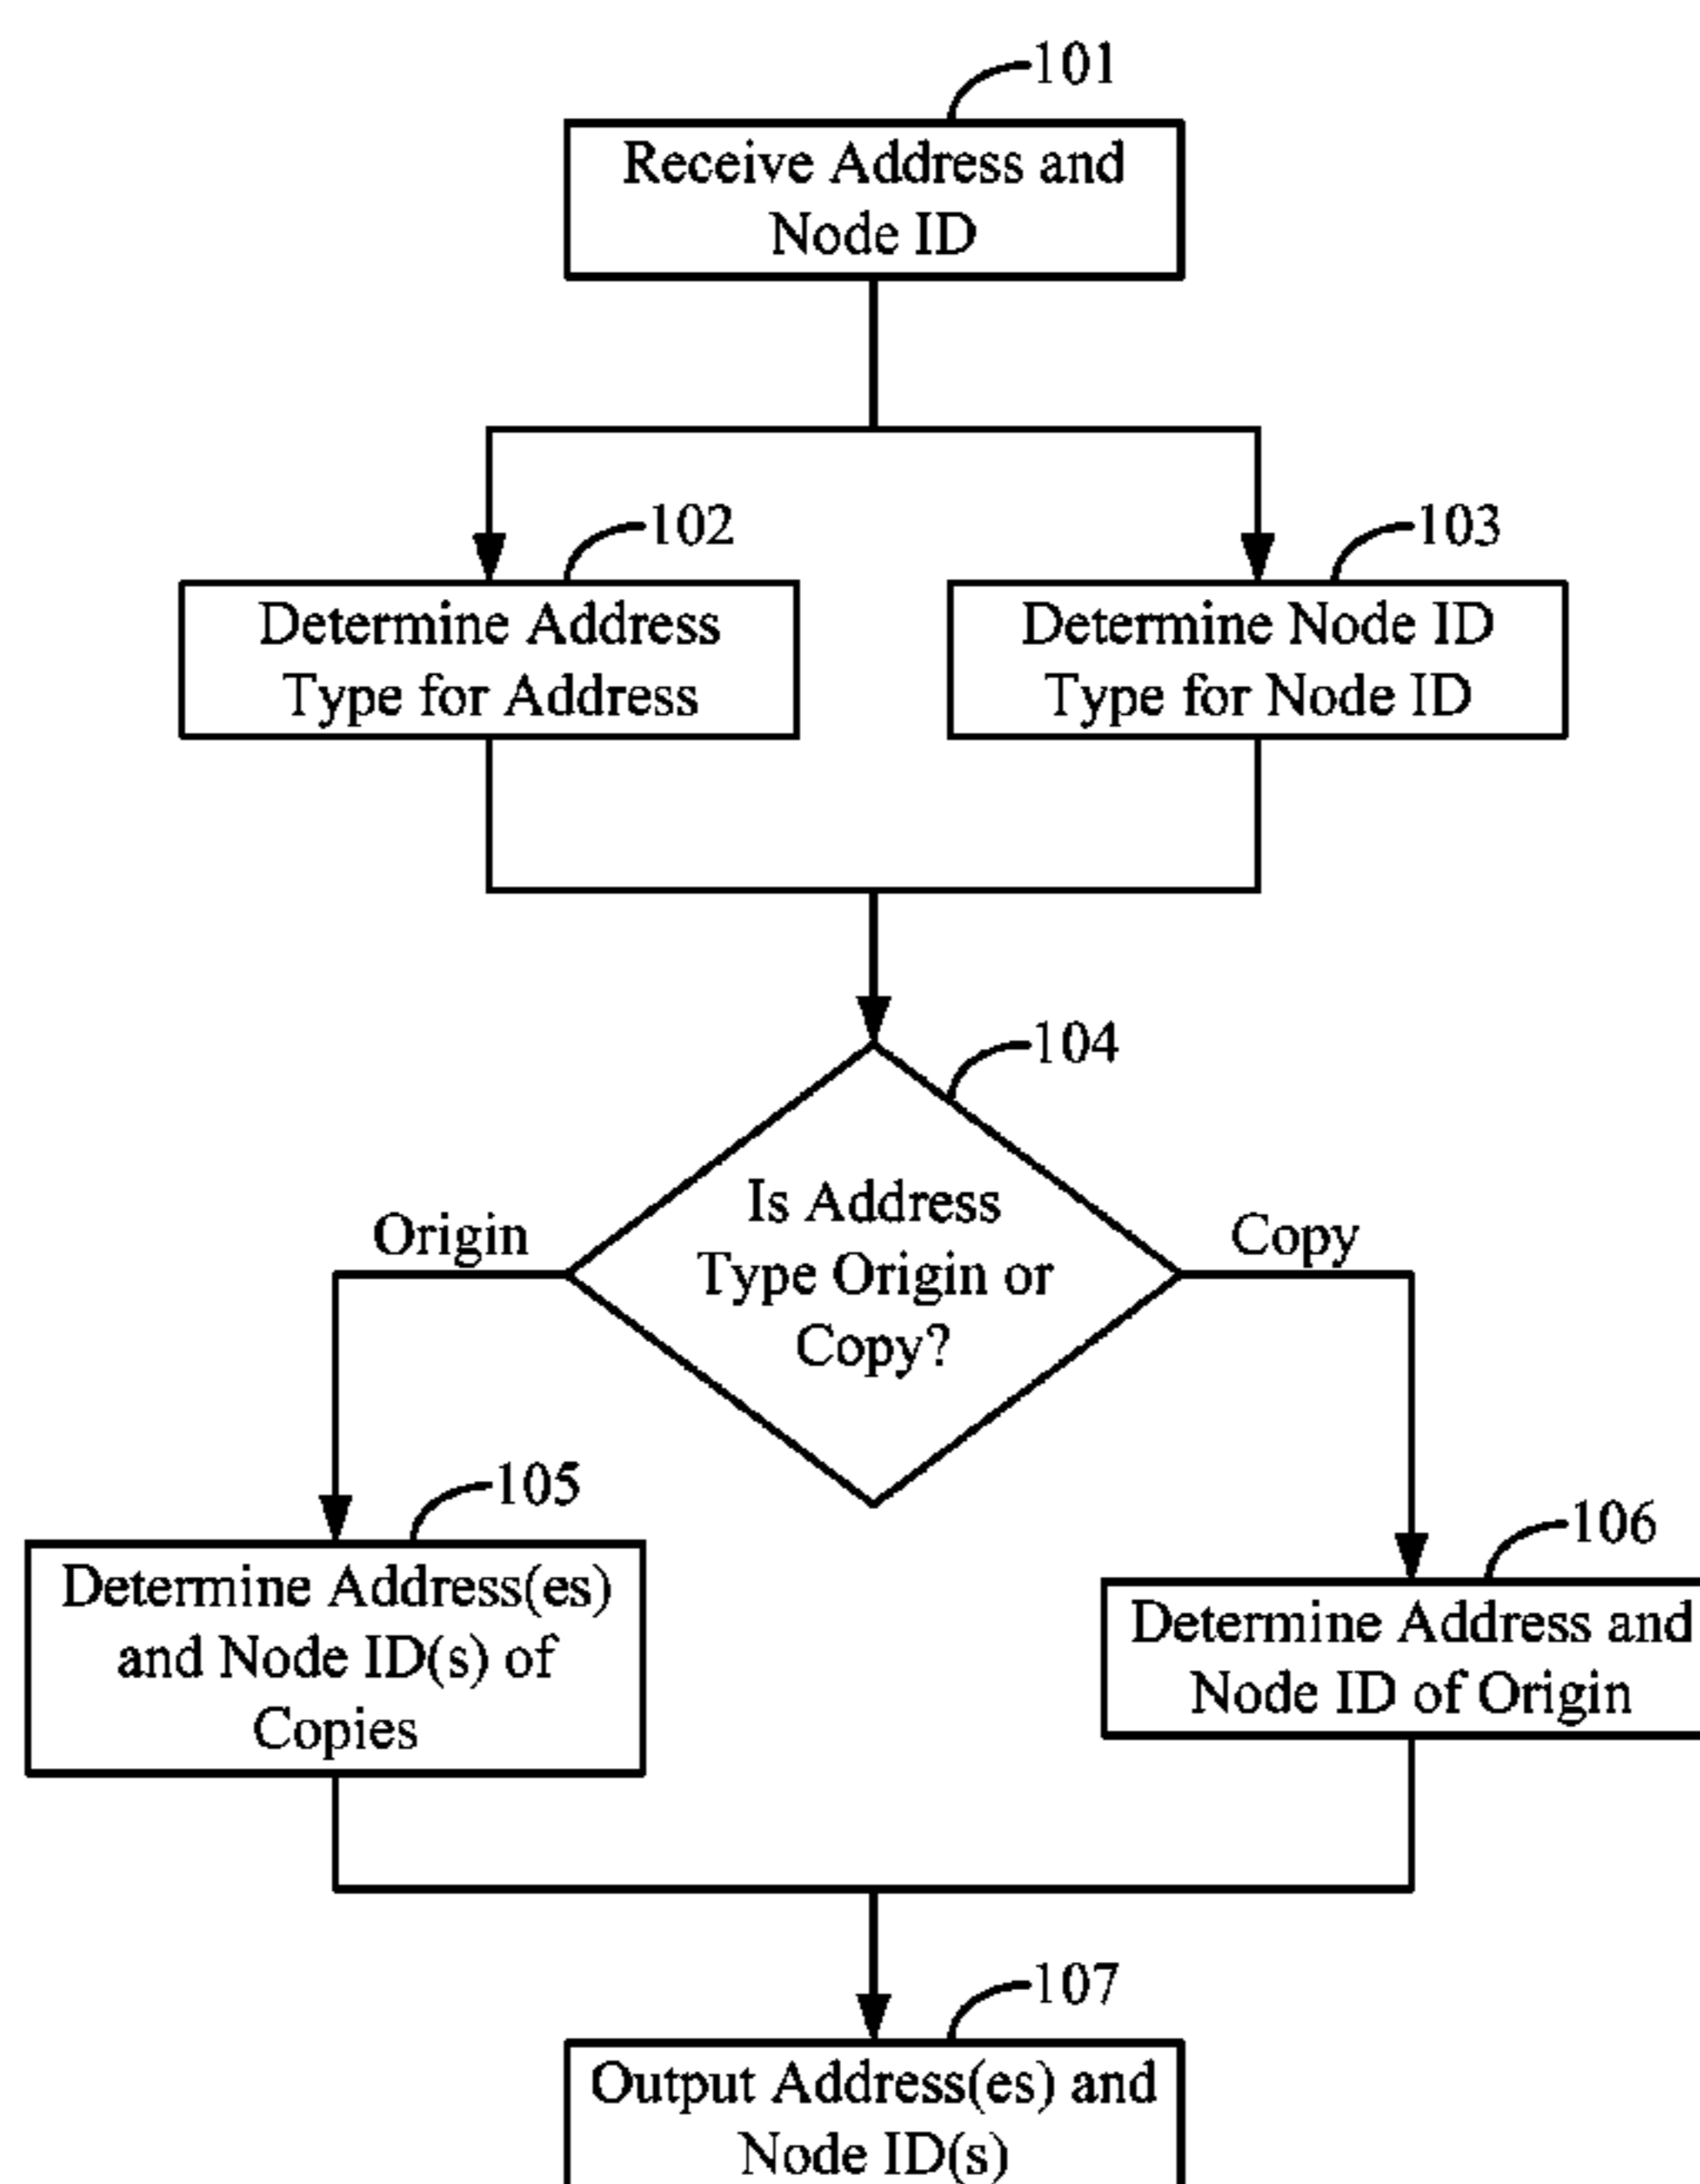 101
Receive Address and
Node ID
102
103
Determine Address
Type for Address
Determine Node ID
Type for Node ID
104
Is Address
Type Origin or
Copy?
Origin
Copy
105
106
Determine Address(es)
and Node ID(s) of
Copies
Determine Address and
Node ID of Origin
107
Output Address(es) and
Node ID(s)